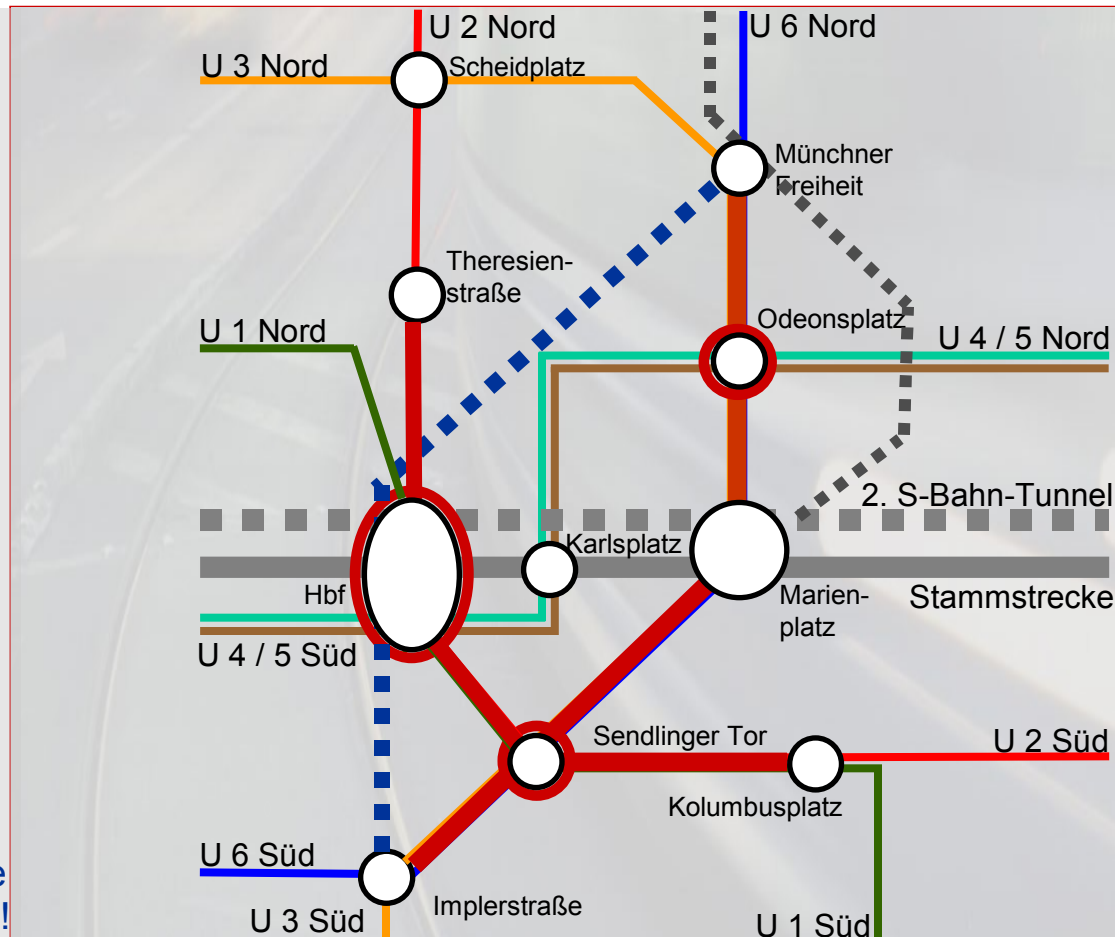 U 2 Nord
U 6 Nord
U 3 Nord
Scheidplatz
Münchner
Freiheit
Theresien-
straße
Odeonsplatz
U 1 Nord
U 4 / 5 Nord
2. S-Bahn-Tunnel
Karlsplatz
Hbf
Marien-
platz
Stammstrecke
U 4 / 5 Süd
Sendlinger Tor
U 2 Süd
Kolumbusplatz
U 6 Süd
e
!
Implerstraße
U 3 Süd
U 1 Süd